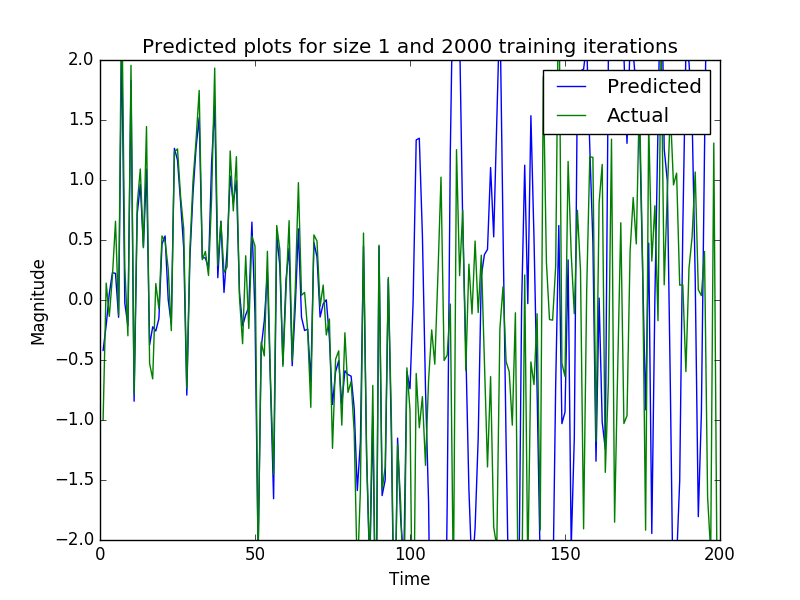 Predicted plots for size 1 and 2000 training iterations
2.0
1.5
1.0
0.5
0.0
−0.5
−1.0
−1.5
−2.0
Magnitude
Predicted
Actual
0
50
100
150
200
Time